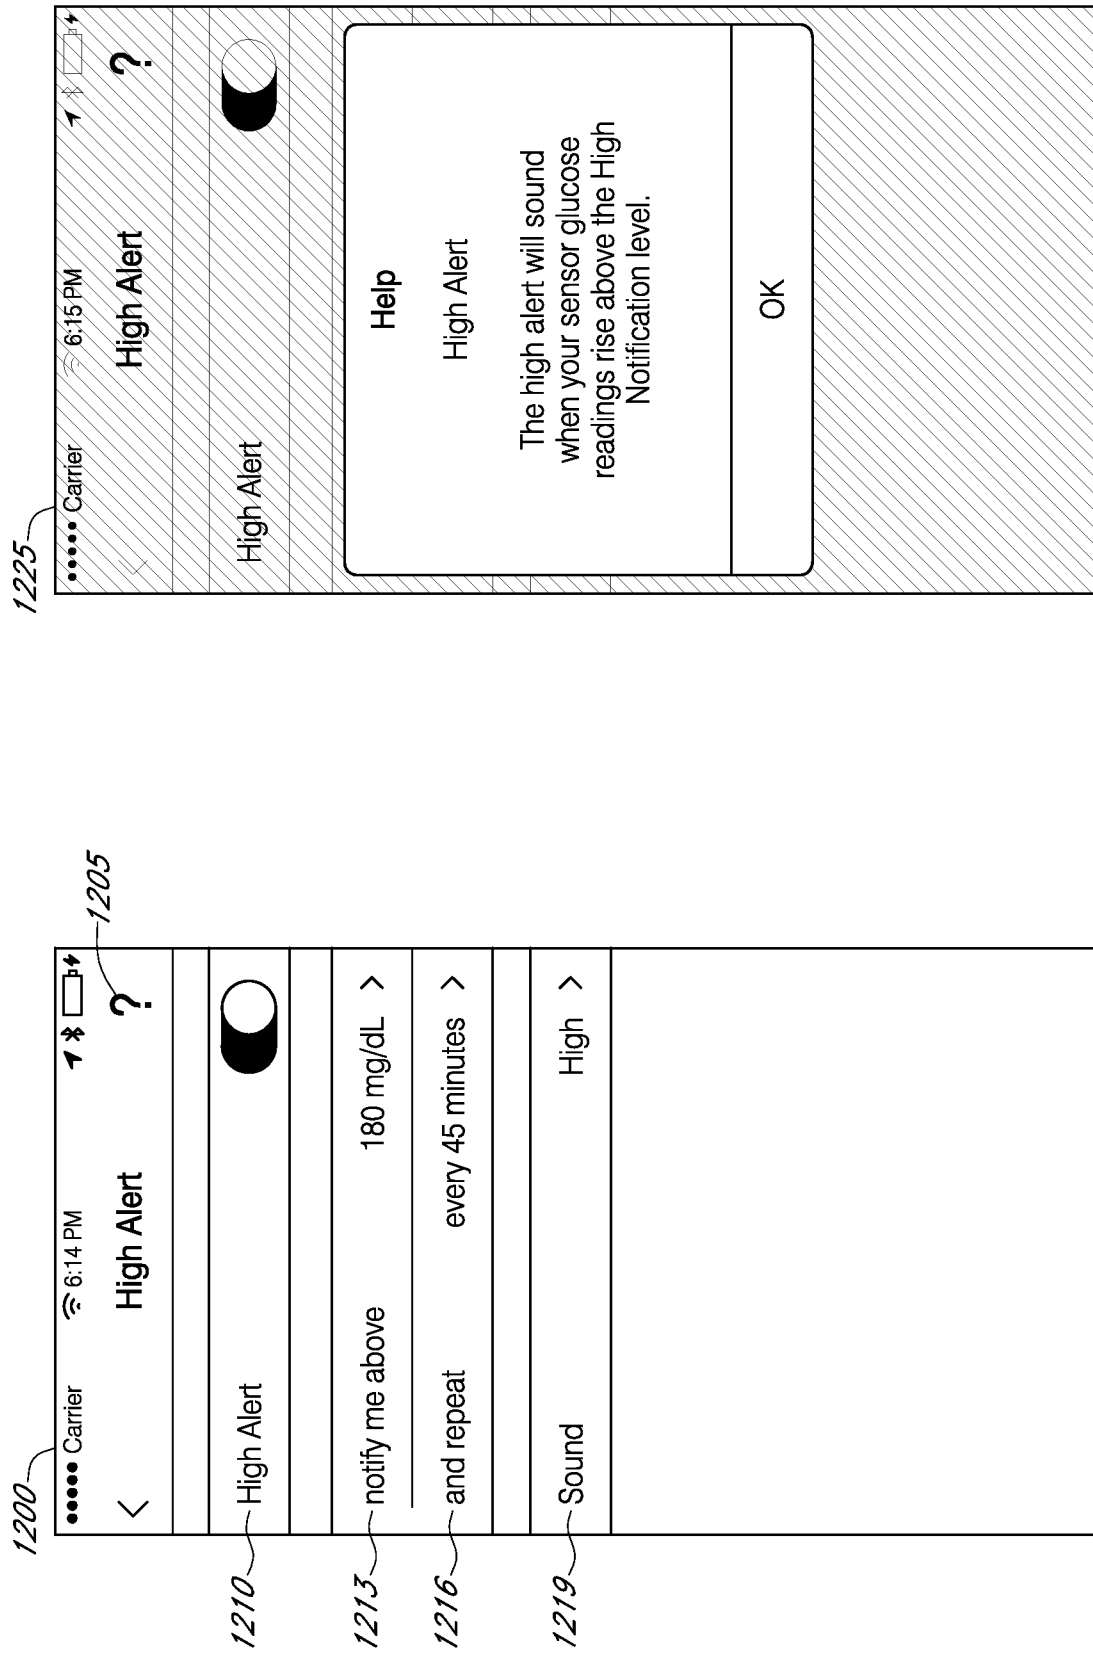 1200
••••• Carrier 6:14 PM
< High Alert ?
1205
1210 High Alert
1213 notify me above 180 mg/dL >
1216 and repeat every 45 minutes >
1219 Sound High >
1225
••••• Carrier 6:15 PM
< High Alert ?
High Alert
Help
High Alert
The high alert will sound
when your sensor glucose
readings rise above the High
Notification level.
OK